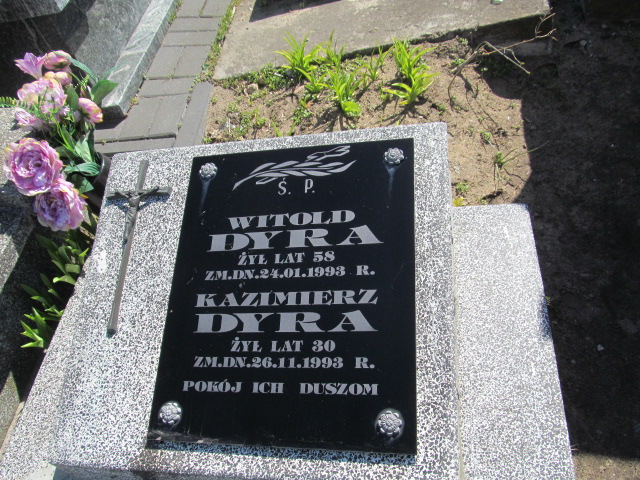 Ś. P.
WITOLD
DYRA
ŻYŁ LAT 58
ZM.DN.24.01.1993 R.
KAZIMIERZ
DYRA
ŻYŁ LAT 30
ZM.DN.26.11.1993 R.
POKÓJ ICH DUSZOM